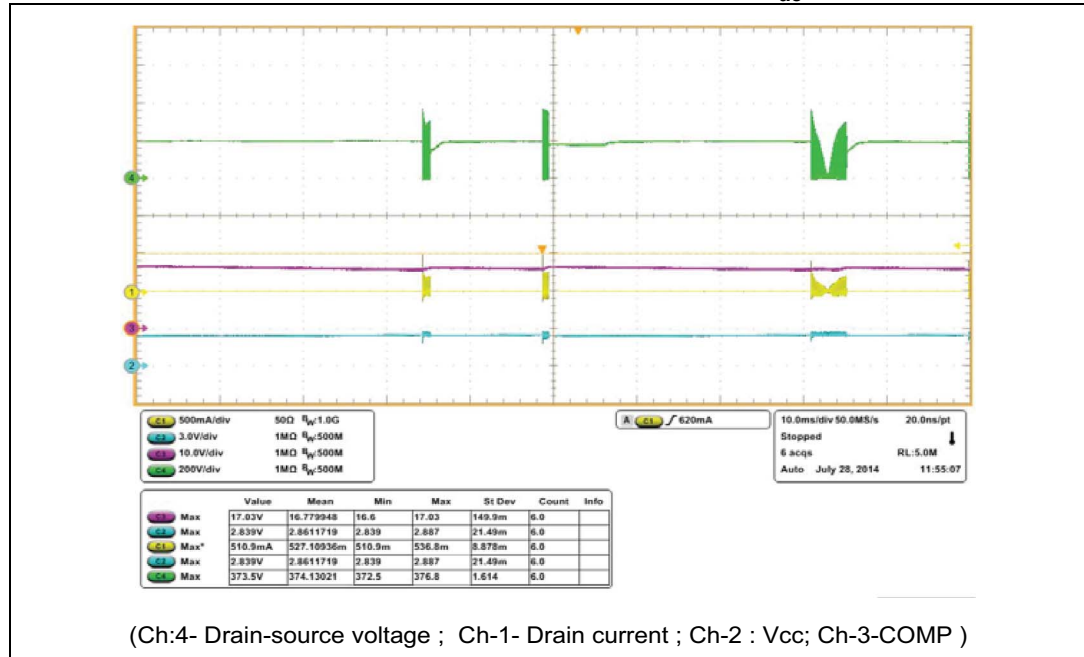 4
1
3
2
C1 500mA/div 50Ω BW:1.0G
C2 3.0V/div 1MΩ BW:500M
C3 10.0V/div 1MΩ BW:500M
C4 200V/div 1MΩ BW:500M
A C1 ∫ 620mA
10.0ms/div 50.0MS/s 20.0ns/pt
Stopped
6 acqs RL:5.0M
Auto July 28, 2014 11:55:07
Value Mean Min Max St Dev Count Info
C3 Max 17.03V 16.779948 16.6 17.03 149.9m 6.0
C2 Max 2.839V 2.8611719 2.839 2.887 21.49m 6.0
C1 Max* 510.9mA 527.10936m 510.9m 536.8m 8.878m 6.0
C2 Max 2.839V 2.8611719 2.839 2.887 21.49m 6.0
C4 Max 373.5V 374.13021 372.5 376.8 1.614 6.0
(Ch:4- Drain-source voltage ; Ch-1- Drain current ; Ch-2 : Vcc; Ch-3-COMP )